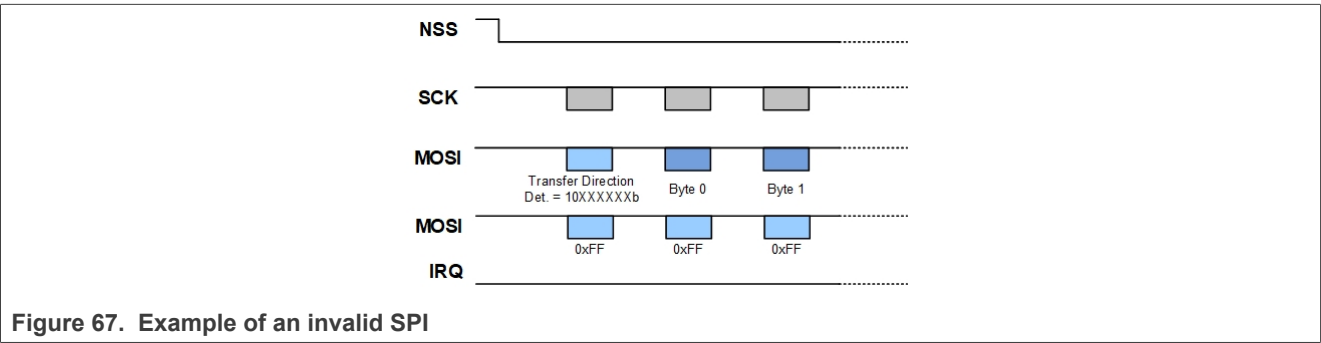 NSS
SCK
MOSI
Transfer Direction
Det. = 10XXXXXXb
Byte 0
Byte 1
MOSI
0xFF
0xFF
0xFF
IRQ
Figure 67. Example of an invalid SPI